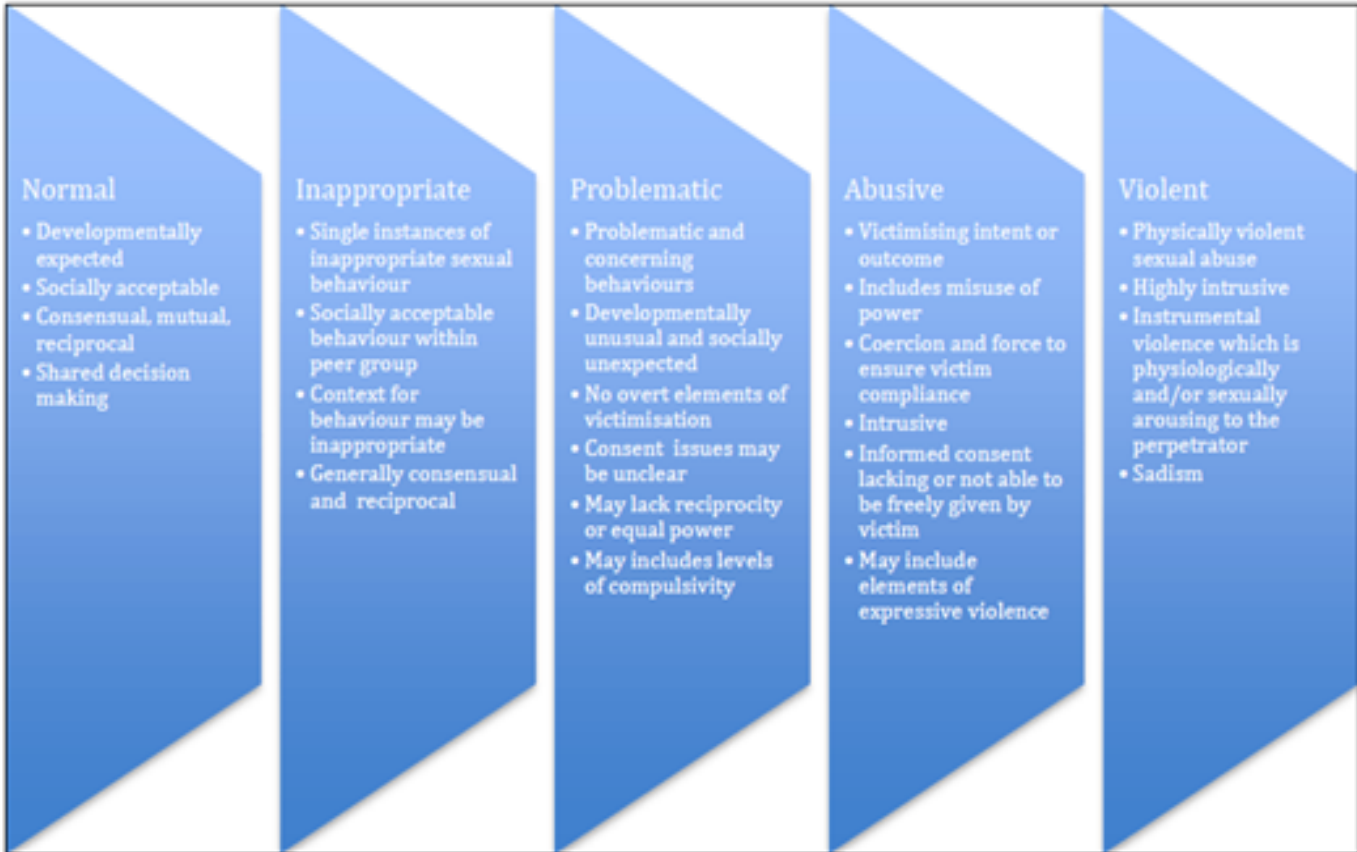 Normal
• Developmentally
expected
• Socially acceptable
• Consensual, mutual,
reciprocal
• Shared decision
making
Inappropriate
• Single instances of
inappropriate sexual
behaviour
• Socially acceptable
behaviour within
peer group
• Context for
behaviour may be
inappropriate
• Generally consensual
and reciprocal
Problematic
• Problematic and
concerning
behaviours
• Developmentally
unusual and socially
unexpected
• No overt elements of
victimisation
• Consent issues may
be unclear
• May lack reciprocity
or equal power
• May includes levels
of compulsivity
Abusive
• Victimising intent or
outcome
• Includes misuse of
power
• Coercion and force to
ensure victim
compliance
• Intrusive
• Informed consent
lacking or not able to
be freely given by
victim
• May include
elements of
expressive violence
Violent
• Physically violent
sexual abuse
• Highly intrusive
• Instrumental
violence which is
physiologically
and/or sexually
arousing to the
perpetrator
• Sadism